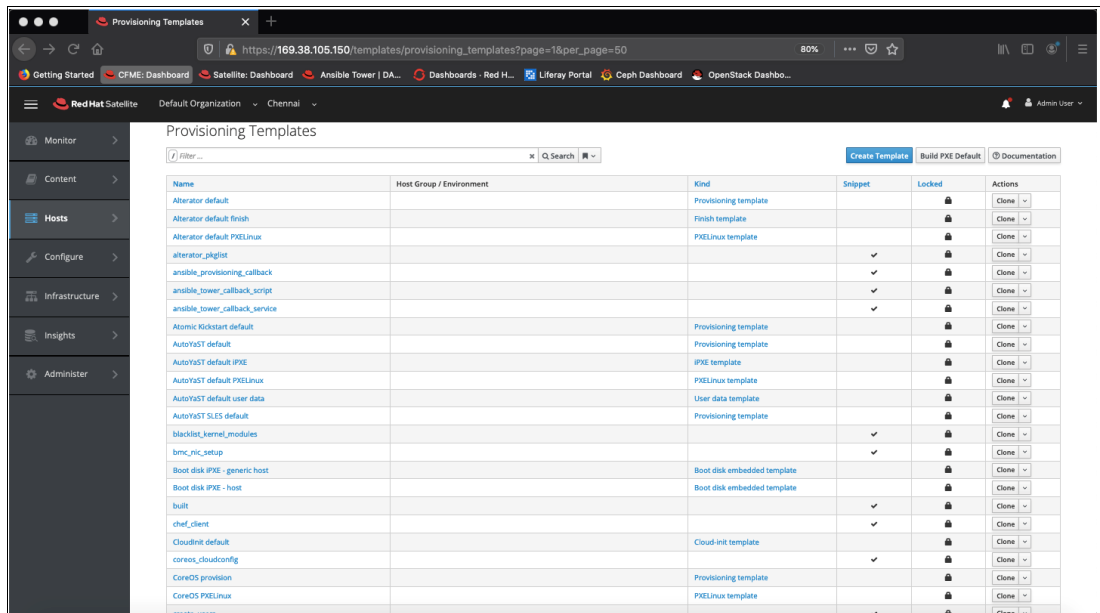 Provisioning Templates
https://169.38.105.150/templates/provisioning_templates?page=1&per_page=50
80%
Getting Started
CFME: Dashboard
Satellite: Dashboard
Ansible Tower | DA...
Dashboards - Red H...
Liferay Portal
Ceph Dashboard
OpenStack Dashbo...
Red Hat Satellite
Default Organization
Chennai
Admin User
Monitor
Content
Hosts
Configure
Infrastructure
Insights
Administer
Provisioning Templates
Filter ...
Search
Create Template
Build PXE Default
Documentation
Name Host Group / Environment Kind Snippet Locked Actions
Alterator default Provisioning template Clone
Alterator default finish Finish template Clone
Alterator default PXELinux PXELinux template Clone
alterator_pkglist Clone
ansible_provisioning_callback Clone
ansible_tower_callback_script Clone
ansible_tower_callback_service Clone
Atomic Kickstart default Provisioning template Clone
AutoYaST default Provisioning template Clone
AutoYaST default iPXE iPXE template Clone
AutoYaST default PXELinux PXELinux template Clone
AutoYaST default user data User data template Clone
AutoYaST SLES default Provisioning template Clone
blacklist_kernel_modules Clone
bmc_nic_setup Clone
Boot disk iPXE - generic host Boot disk embedded template Clone
Boot disk iPXE - host Boot disk embedded template Clone
built Clone
chef_client Clone
CloudInit default Cloud-init template Clone
coreos_cloudconfig Clone
CoreOS provision Provisioning template Clone
CoreOS PXELinux PXELinux template Clone